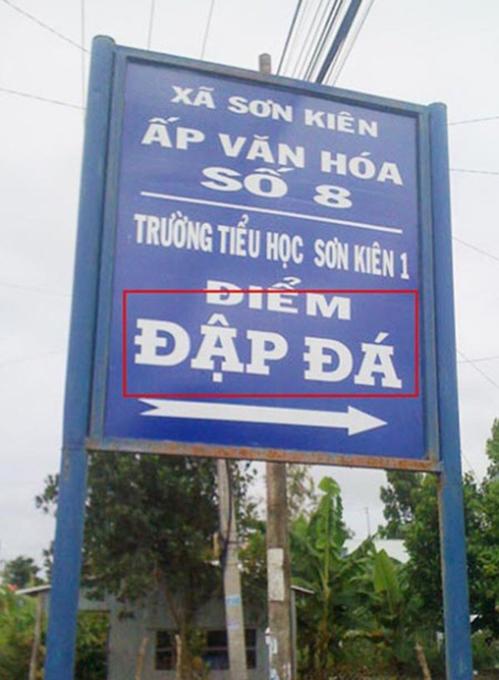 XÃ SƠN KIÊN
ẤP VĂN HÓA
SỐ 8
TRƯỜNG TIỂU HỌC SƠN KIÊN 1
ĐIỂM
ĐẬP ĐÁ